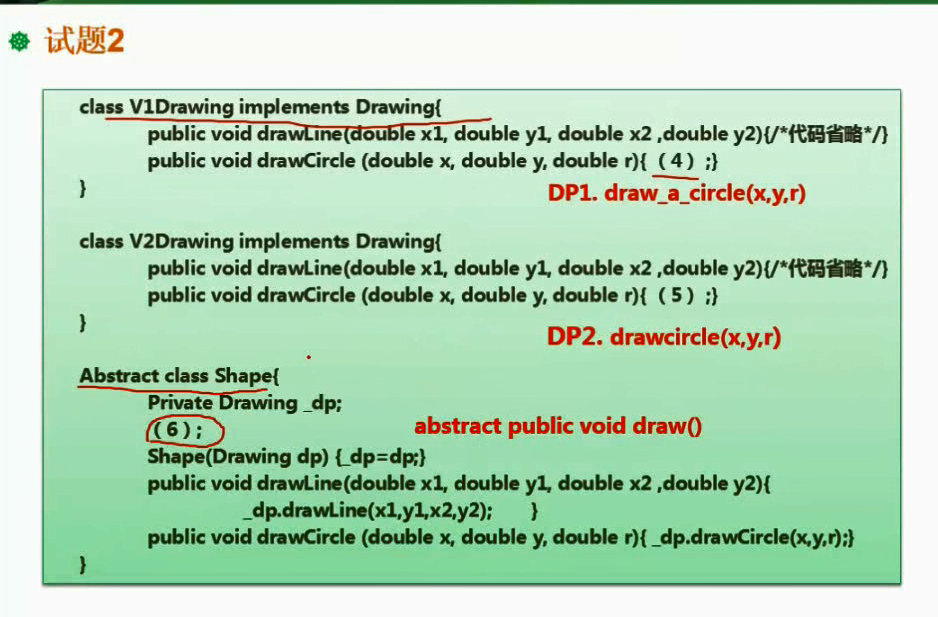 试题2
class V1Drawing implements Drawing{
public void drawLine(double x1, double y1, double x2 ,double y2){/*代码省略*/}
public void drawCircle (double x, double y, double r){ （4） ;}
}
DP1. draw_a_circle(x,y,r)
class V2Drawing implements Drawing{
public void drawLine(double x1, double y1, double x2 ,double y2){/*代码省略*/}
public void drawCircle (double x, double y, double r){ （5） ;}
}
DP2. drawcircle(x,y,r)
Abstract class Shape{
Private Drawing _dp;
（6）;
abstract public void draw()
Shape(Drawing dp) {_dp=dp;}
public void drawLine(double x1, double y1, double x2 ,double y2){
_dp.drawLine(x1,y1,x2,y2); }
public void drawCircle (double x, double y, double r){ _dp.drawCircle(x,y,r);}
}